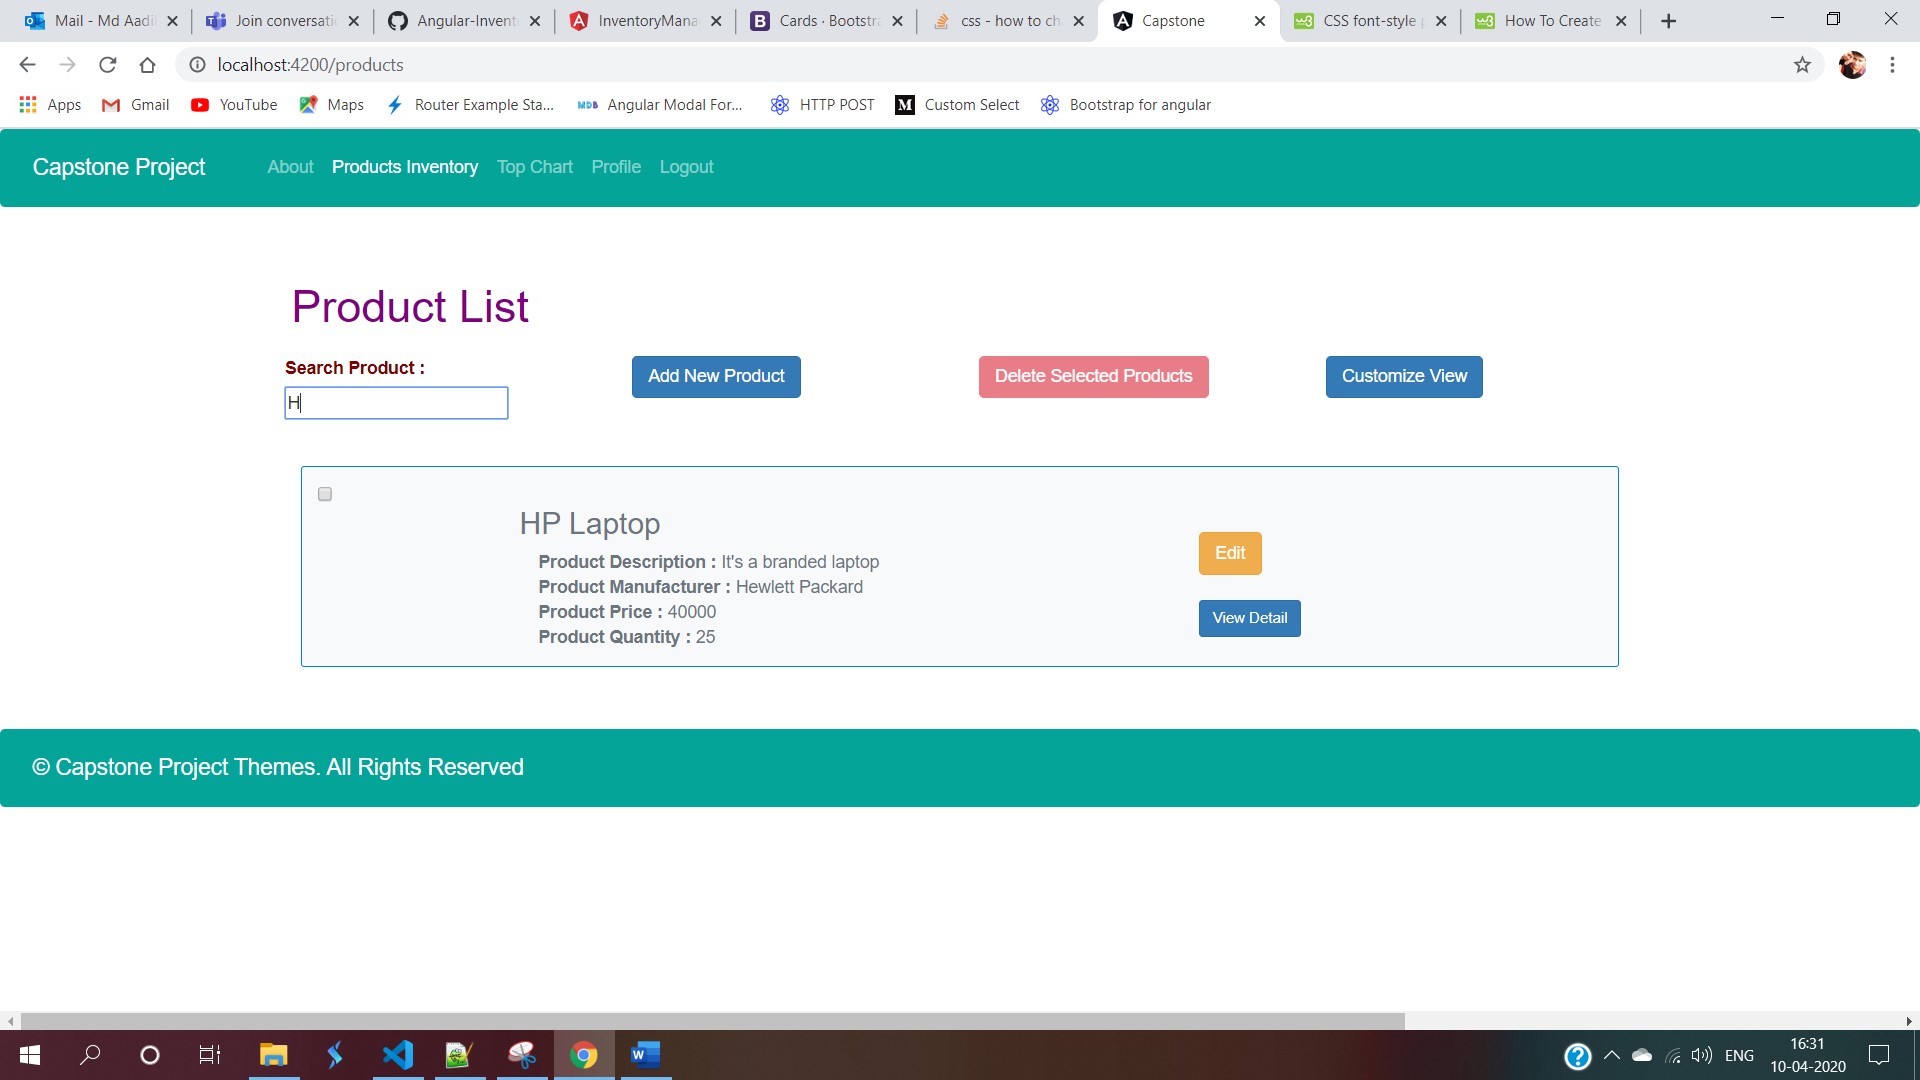 Mail - Md Aadil
Join conversati
Angular-Invent
InventoryMana
Cards · Bootstra
css - how to ch
Capstone
CSS font-style p
How To Create
localhost:4200/products
Apps
Gmail
YouTube
Maps
Router Example Sta...
MDB
Angular Modal For...
HTTP POST
M
Custom Select
Bootstrap for angular
Capstone Project
About
Products Inventory
Top Chart
Profile
Logout
Product List
Search Product :
Add New Product
Delete Selected Products
Customize View
H
HP Laptop
Product Description : It's a branded laptop
Product Manufacturer : Hewlett Packard
Product Price : 40000
Product Quantity : 25
Edit
View Detail
© Capstone Project Themes. All Rights Reserved
ENG
16:31
10-04-2020